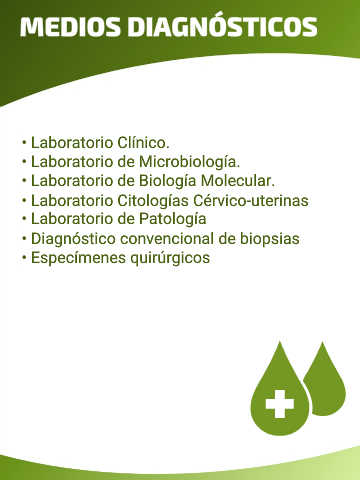 MEDIOS DIAGNÓSTICOS
• Laboratorio Clínico.
• Laboratorio de Microbiología.
• Laboratorio de Biología Molecular.
• Laboratorio Citologías Cérvico-uterinas
• Laboratorio de Patología
• Diagnóstico convencional de biopsias
• Especímenes quirúrgicos